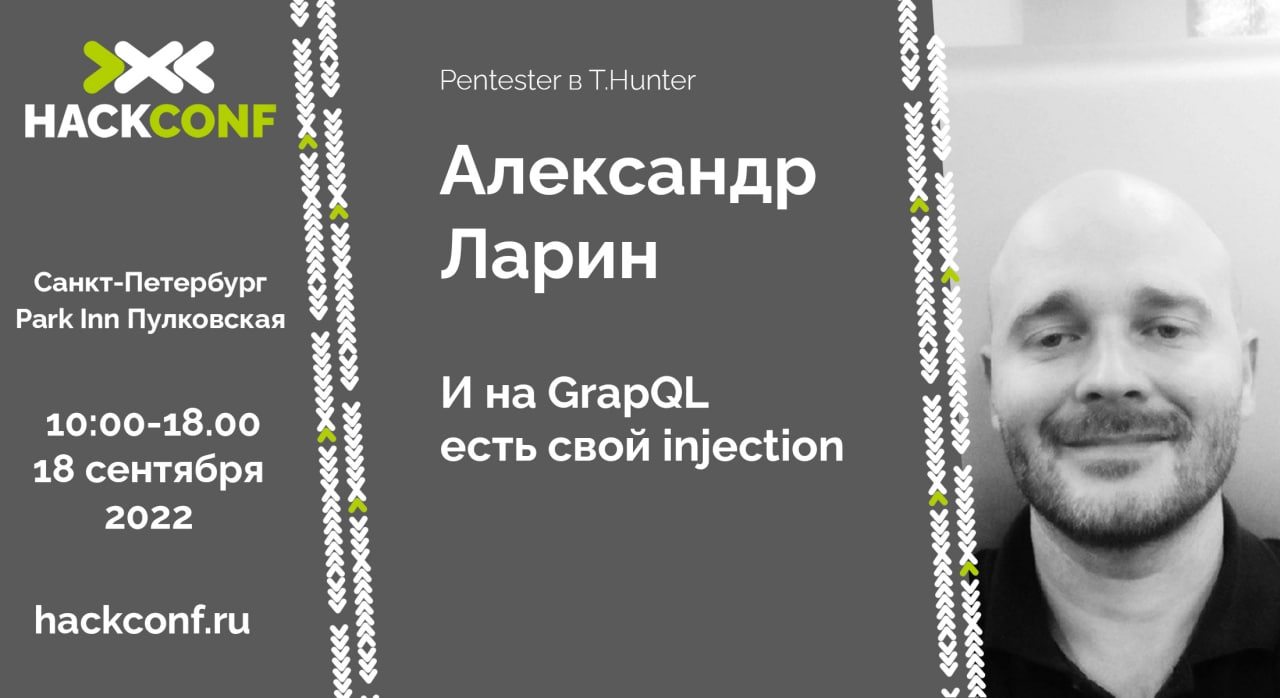 HACKCONF
Санкт-Петербург
Park Inn Пулковская
10:00-18.00
18 сентября
2022
hackconf.ru
Pentester в T.Hunter
Александр
Ларин
И на GrapQL
есть свой injection